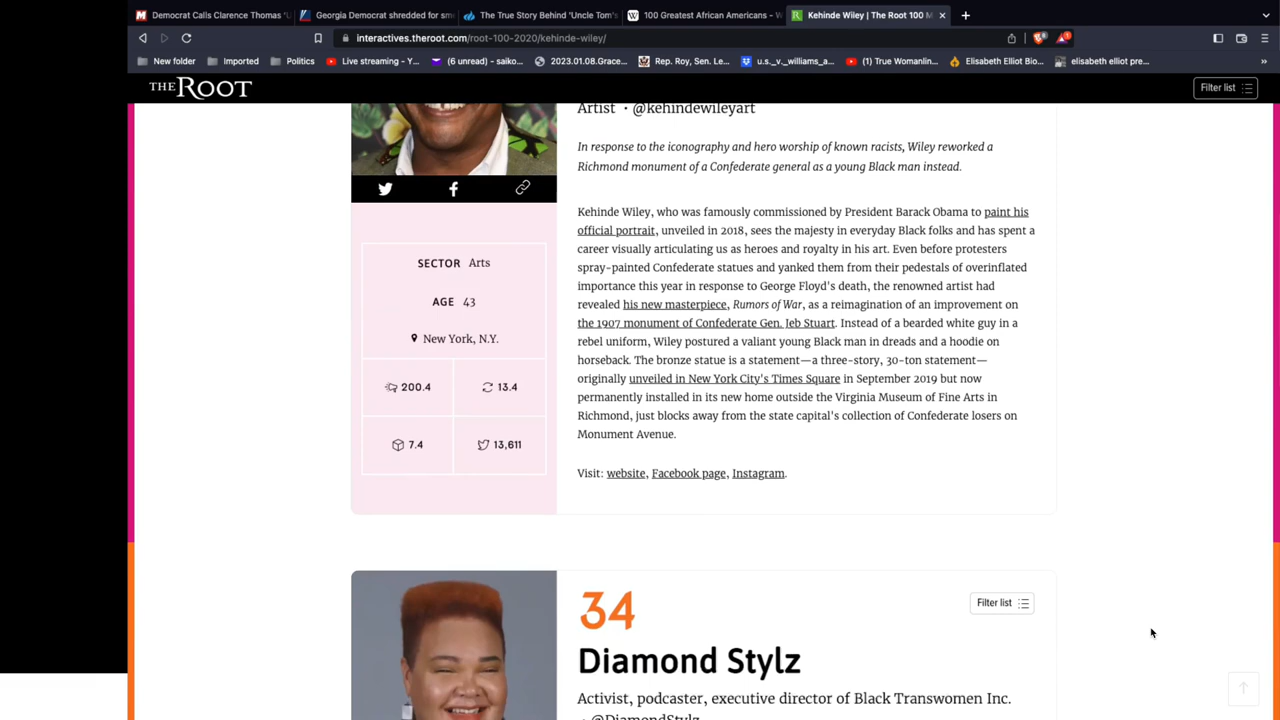 Democrat Calls Clarence Thomas 'U
Georgia Democrat shredded for sm
The True Story Behind 'Uncle Tom's
100 Greatest African Americans - W
Kehinde Wiley | The Root 100 M
interactives.theroot.com/root-100-2020/kehinde-wiley/
New folder
Imported
Politics
Live streaming - Y...
(6 unread) - saiko...
2023.01.08.Grace...
Rep. Roy, Sen. Le...
u.s._v._williams_a...
(1) True Womanlin...
Elisabeth Elliot Bio...
elisabeth elliot pre...
THE ROOT
Filter list
Artist • @kehindewileyart
In response to the iconography and hero worship of known racists, Wiley reworked a
Richmond monument of a Confederate general as a young Black man instead.
Kehinde Wiley, who was famously commissioned by President Barack Obama to paint his
official portrait, unveiled in 2018, sees the majesty in everyday Black folks and has spent a
career visually articulating us as heroes and royalty in his art. Even before protesters
spray-painted Confederate statues and yanked them from their pedestals of overinflated
importance this year in response to George Floyd's death, the renowned artist had
revealed his new masterpiece, Rumors of War, as a reimagination of an improvement on
the 1907 monument of Confederate Gen. Jeb Stuart. Instead of a bearded white guy in a
rebel uniform, Wiley postured a valiant young Black man in dreads and a hoodie on
horseback. The bronze statue is a statement—a three-story, 30-ton statement—
originally unveiled in New York City's Times Square in September 2019 but now
permanently installed in its new home outside the Virginia Museum of Fine Arts in
Richmond, just blocks away from the state capital's collection of Confederate losers on
Monument Avenue.
Visit: website, Facebook page, Instagram.
SECTOR Arts
AGE 43
New York, N.Y.
200.4
13.4
7.4
13,611
34
Filter list
Diamond Stylz
Activist, podcaster, executive director of Black Transwomen Inc.
• @DiamondStylz